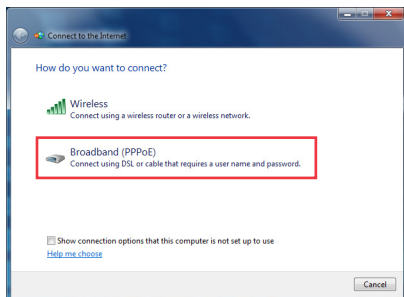 Connect to the Internet
How do you want to connect?
Wireless
Connect using a wireless router or a wireless network.
Broadband (PPPoE)
Connect using DSL or cable that requires a user name and password.
Show connection options that this computer is not set up to use
Help me choose
Cancel